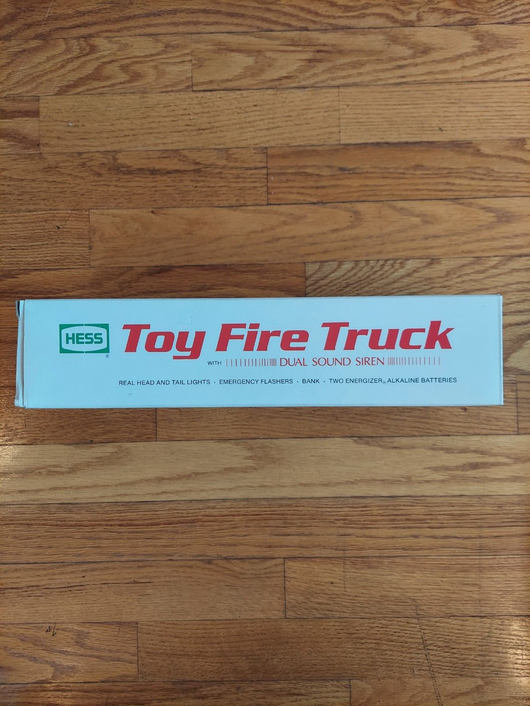 HESS
®
Toy Fire Truck
WITH DUAL SOUND SIREN
REAL HEAD AND TAIL LIGHTS · EMERGENCY FLASHERS · BANK · TWO ENERGIZER® ALKALINE BATTERIES